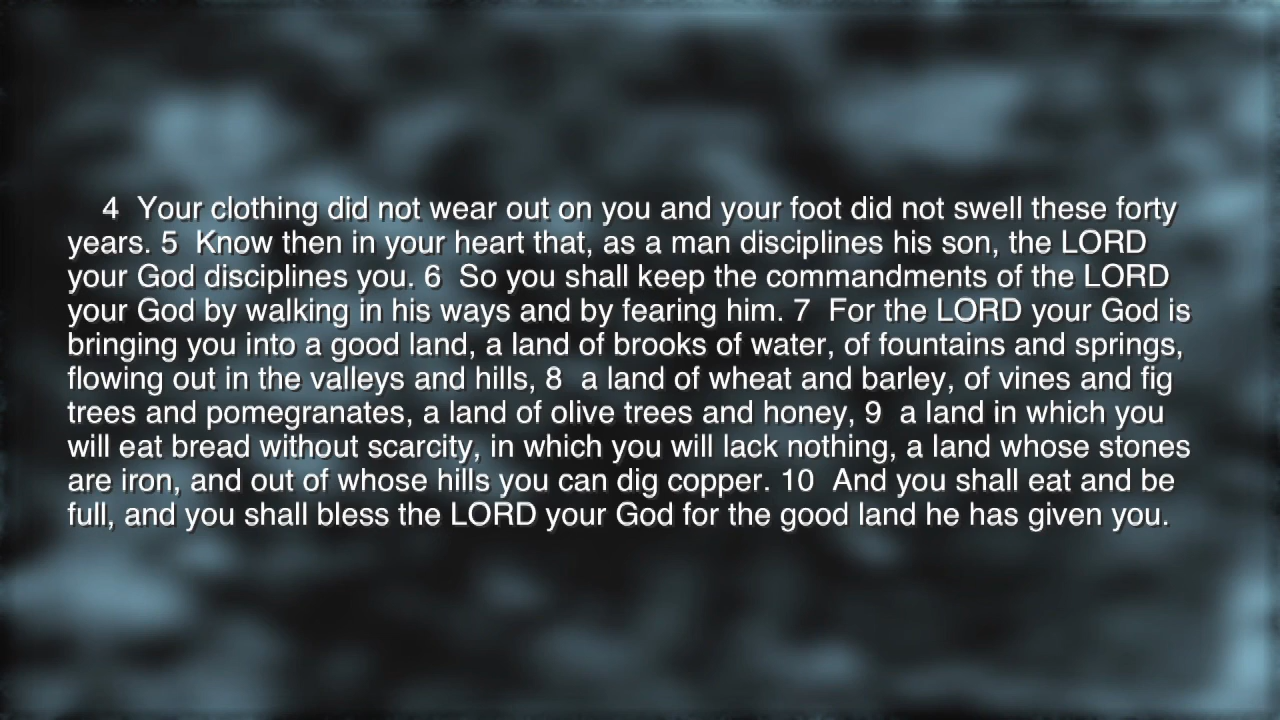 4 Your clothing did not wear out on you and your foot did not swell these forty
years. 5 Know then in your heart that, as a man disciplines his son, the LORD
your God disciplines you. 6 So you shall keep the commandments of the LORD
your God by walking in his ways and by fearing him. 7 For the LORD your God is
bringing you into a good land, a land of brooks of water, of fountains and springs,
flowing out in the valleys and hills, 8 a land of wheat and barley, of vines and fig
trees and pomegranates, a land of olive trees and honey, 9 a land in which you
will eat bread without scarcity, in which you will lack nothing, a land whose stones
are iron, and out of whose hills you can dig copper. 10 And you shall eat and be
full, and you shall bless the LORD your God for the good land he has given you.